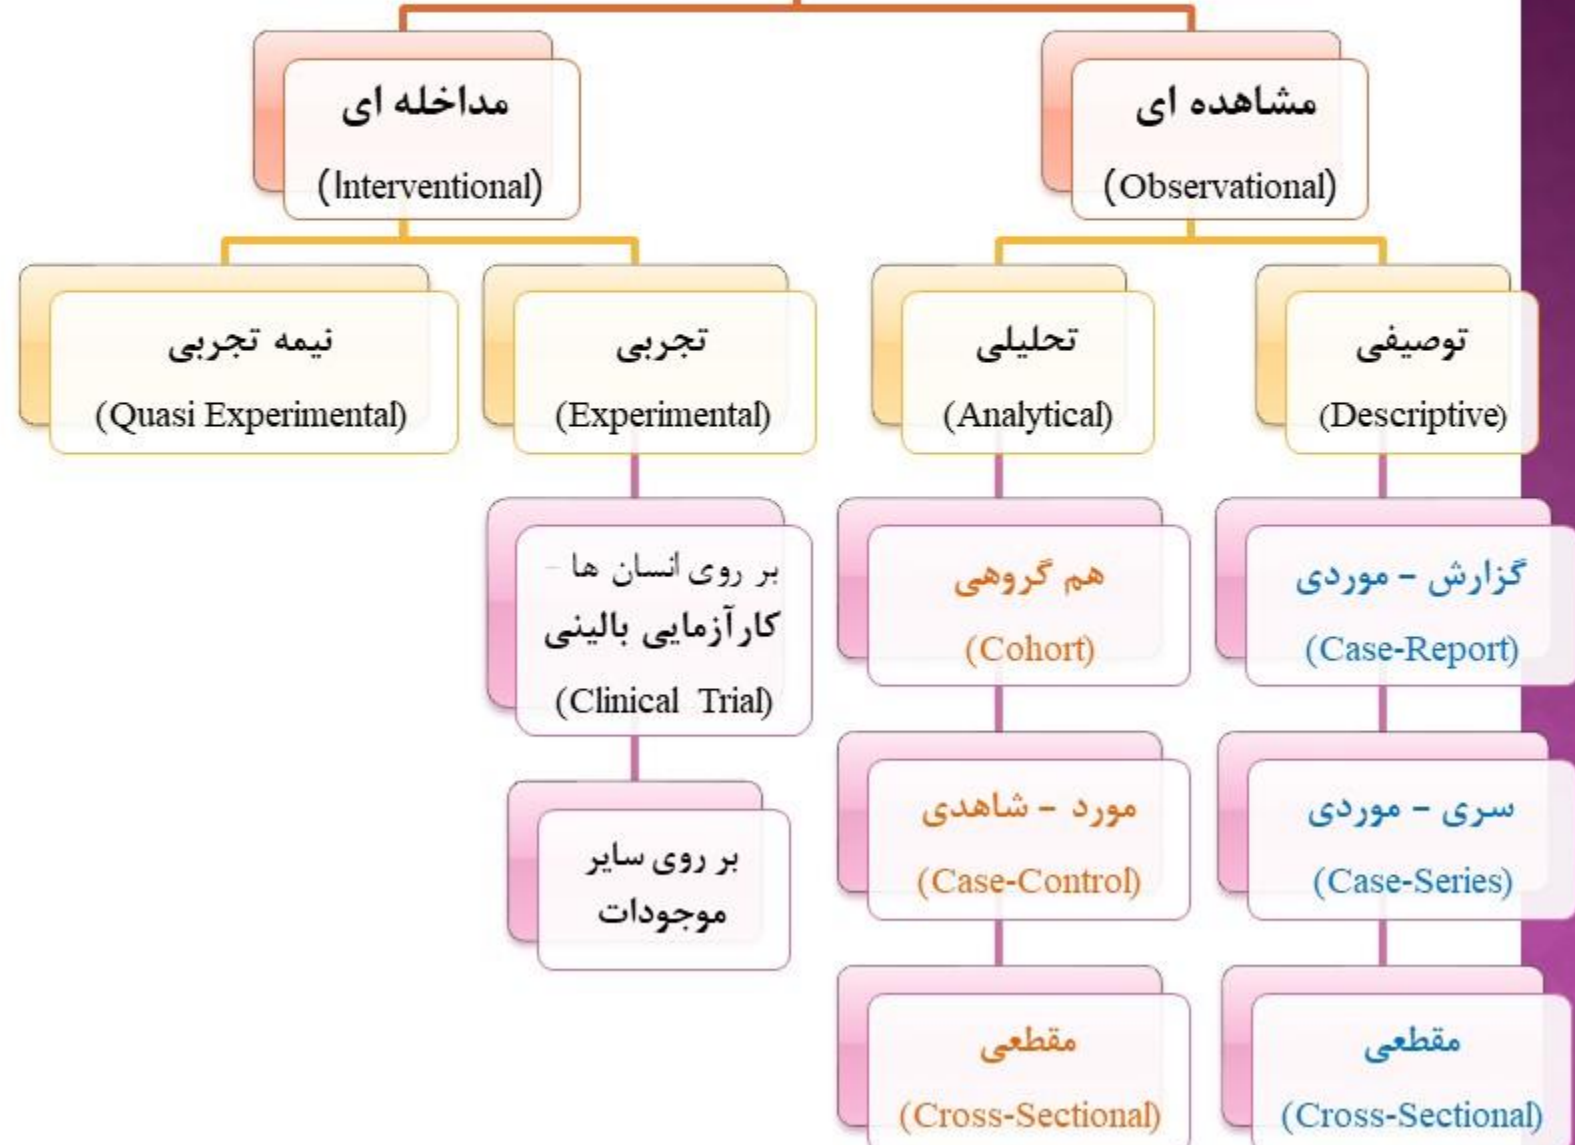 مشاهده ای
(Observational)
مداخله ای
(Interventional)
توصیفی
(Descriptive)
تحلیلی
(Analytical)
تجربی
(Experimental)
نیمه تجربی
(Quasi Experimental)
گزارش - موردی
(Case-Report)
سری - موردی
(Case-Series)
مقطعی
(Cross-Sectional)
هم گروهی
(Cohort)
مورد - شاهدی
(Case-Control)
مقطعی
(Cross-Sectional)
بر روی انسان ها -
کارآزمایی بالینی
(Clinical Trial)
بر روی سایر
موجودات